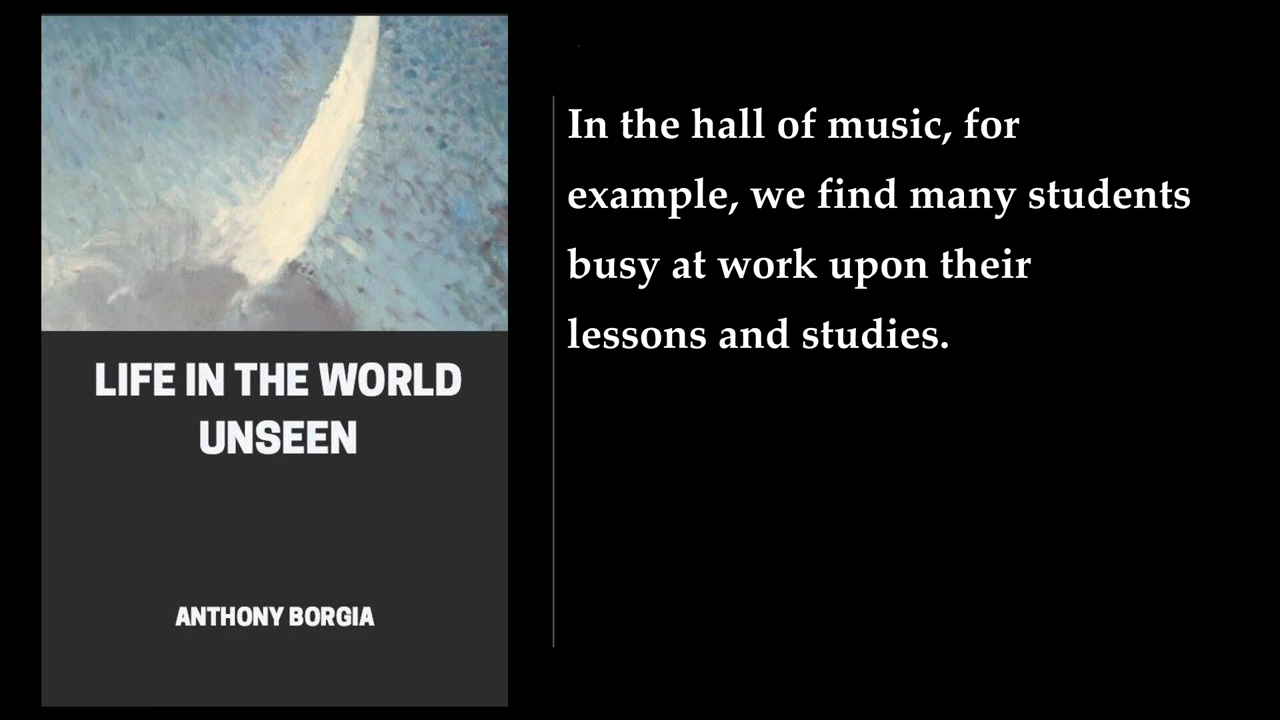 LIFE IN THE WORLD
UNSEEN
ANTHONY BORGIA
In the hall of music, for
example, we find many students
busy at work upon their
lessons and studies.